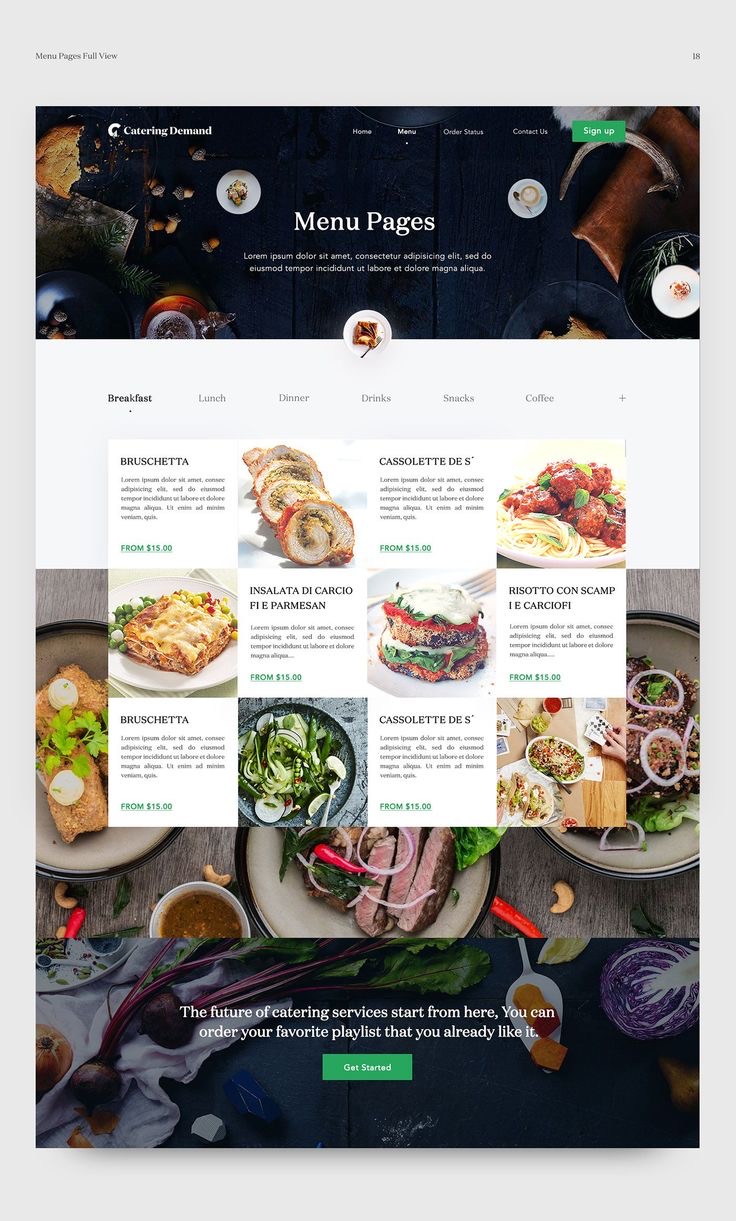 Menu Pages Full View
18
Catering Demand
Home
Menu
Order Status
Contact Us
Sign up
Menu Pages
Lorem ipsum dolor sit amet, consectetur adipisicing elit, sed do
eiusmod tempor incididunt ut labore et dolore magna aliqua.
Breakfast
Lunch
Dinner
Drinks
Snacks
Coffee
+
BRUSCHETTA
Lorem ipsum dolor sit amet, consec
adipisicing elit, sed do eiusmod
tempor incididunt ut labore et dolore
magna aliqua. Ut enim ad minim
veniam, quis.
FROM $15.00
CASSOLETTE DE S´
Lorem ipsum dolor sit amet, consec
adipisicing elit, sed do eiusmod
tempor incididunt ut labore et dolore
magna aliqua. Ut enim ad minim
veniam, quis.
FROM $15.00
INSALATA DI CARCIO
FI E PARMESAN
Lorem ipsum dolor sit amet, consec
adipisicing elit, sed do eiusmod
tempor incididunt ut labore et dolore
magna aliqua....
FROM $15.00
RISOTTO CON SCAMP
I E CARCIOFI
Lorem ipsum dolor sit amet, consec
adipisicing elit, sed do eiusmod
tempor incididunt ut labore et dolore
magna aliqua....
FROM $15.00
BRUSCHETTA
Lorem ipsum dolor sit amet, consec
adipisicing elit, sed do eiusmod
tempor incididunt ut labore et dolore
magna aliqua. Ut enim ad minim
veniam, quis.
FROM $15.00
CASSOLETTE DE S´
Lorem ipsum dolor sit amet, consec
adipisicing elit, sed do eiusmod
tempor incididunt ut labore et dolore
magna aliqua. Ut enim ad minim
veniam, quis.
FROM $15.00
The future of catering services start from here, You can
order your favorite playlist that you already like it.
Get Started